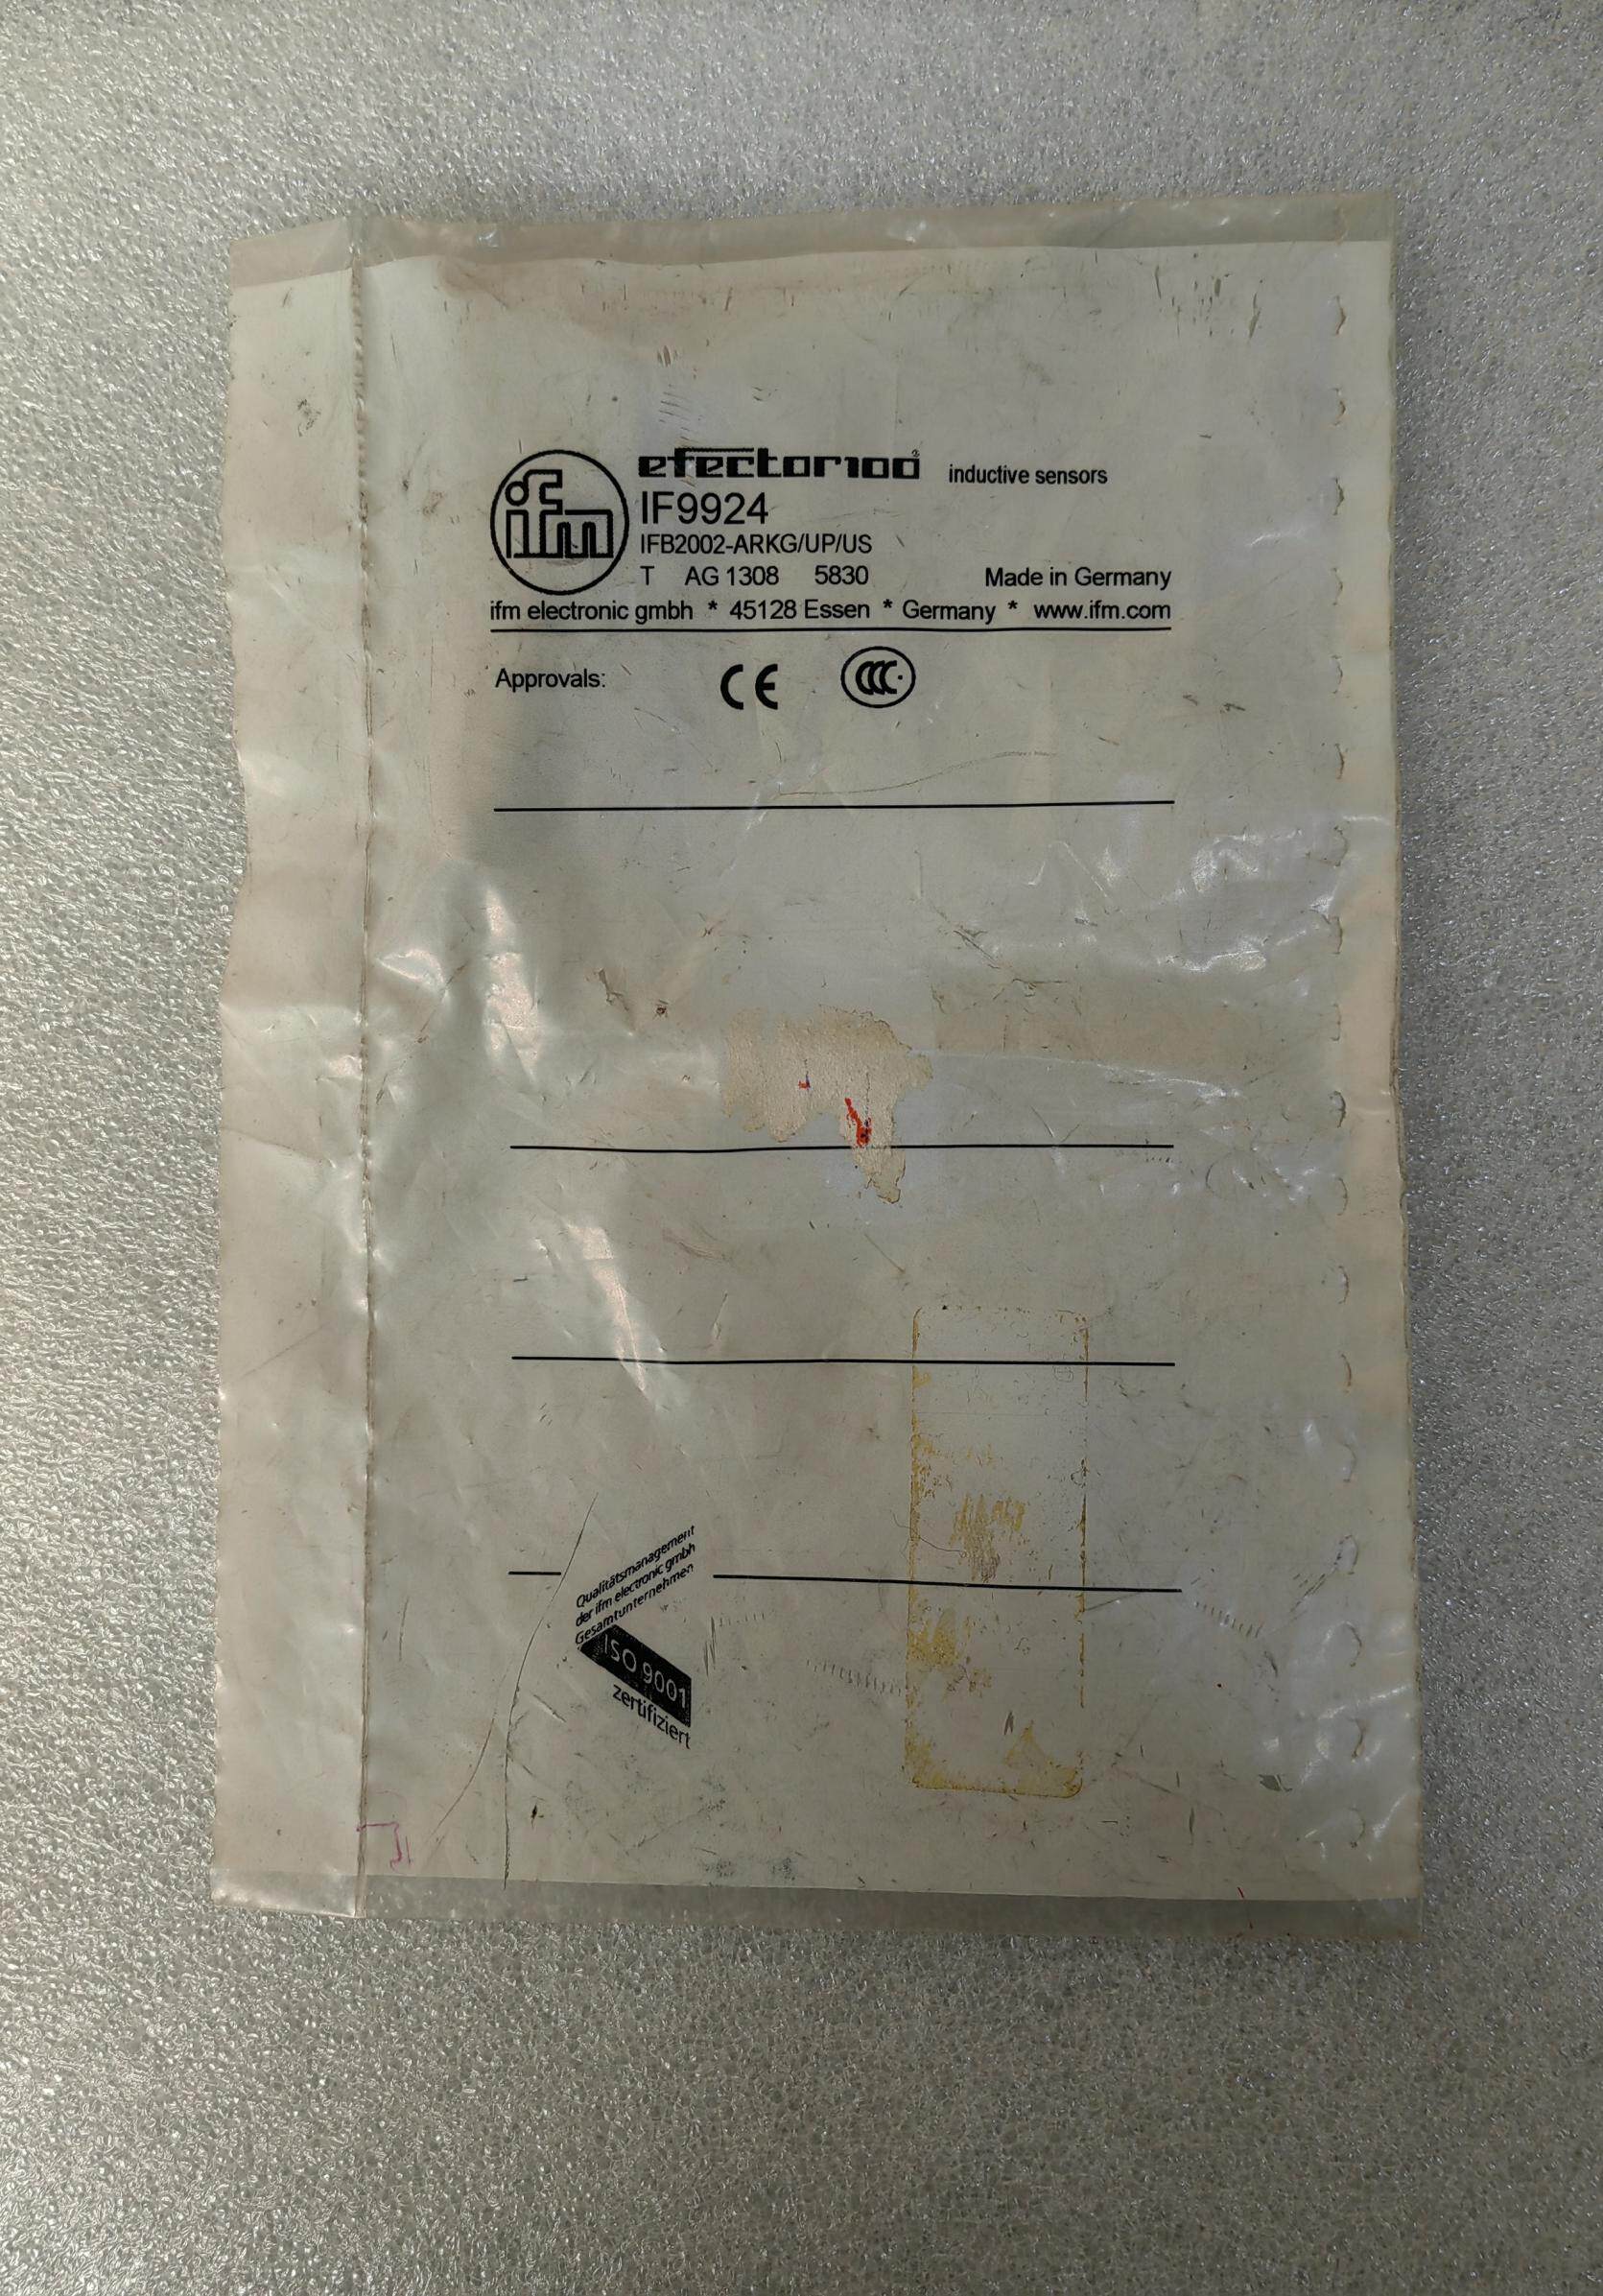 ifm
efector100® inductive sensors
IF9924
IFB2002-ARKG/UP/US
T AG 1308 5830 Made in Germany
ifm electronic gmbh * 45128 Essen * Germany * www.ifm.com
Approvals: CE CCC
Qualitätsmanagement
der ifm electronic gmbh
Gesamtunternehmen
ISO 9001
zertifiziert